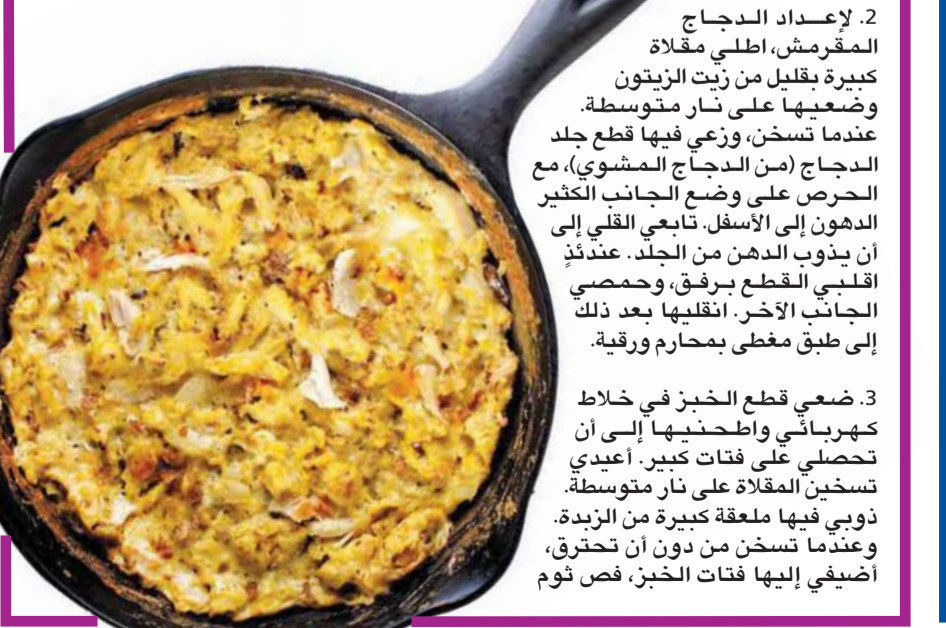 2. لإعداد الدجاج
المقرمش، اطلي مقلاة
كبيرة بقليل من زيت الزيتون
وضعيها على نار متوسطة.
عندما تسخن، وزعي فيها قطع جلد
الدجاج (من الدجاج المشوي)، مع
الحرص على وضع الجانب الكثير
الدهون إلى الأسفل. تابعي القلي إلى
أن يذوب الدهن من الجلد. عندئذٍ
اقلبي القطع برفق، وحمصي
الجانب الآخر. انقليها بعد ذلك
إلى طبق مغطى بمحارم ورقية.
3. ضعي قطع الخبز في خلاط
كهربائي واطحنيها إلى أن
تحصلي على فتات كبير. أعيدي
تسخين المقلاة على نار متوسطة.
ذوبي فيها ملعقة كبيرة من الزبدة.
وعندما تسخن من دون أن تحترق،
أضيفي إليها فتات الخبز، فص ثوم